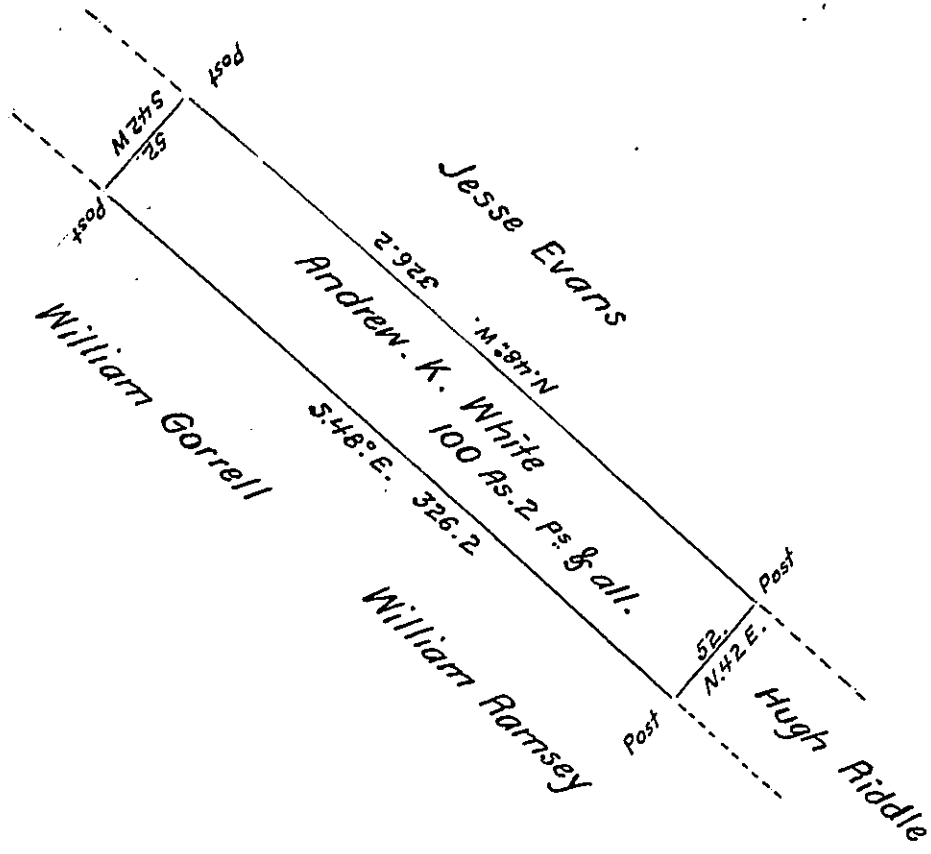 Post
S42W
52.
Post
Jesse Evans
326.2
N.48° W.
Andrew. K. White
100 As. 2 ps & all.
William Gorrell
S.48° E. 326.2
William Ramsey
Post
52.
N.42 E.
Post
Hugh Riddle